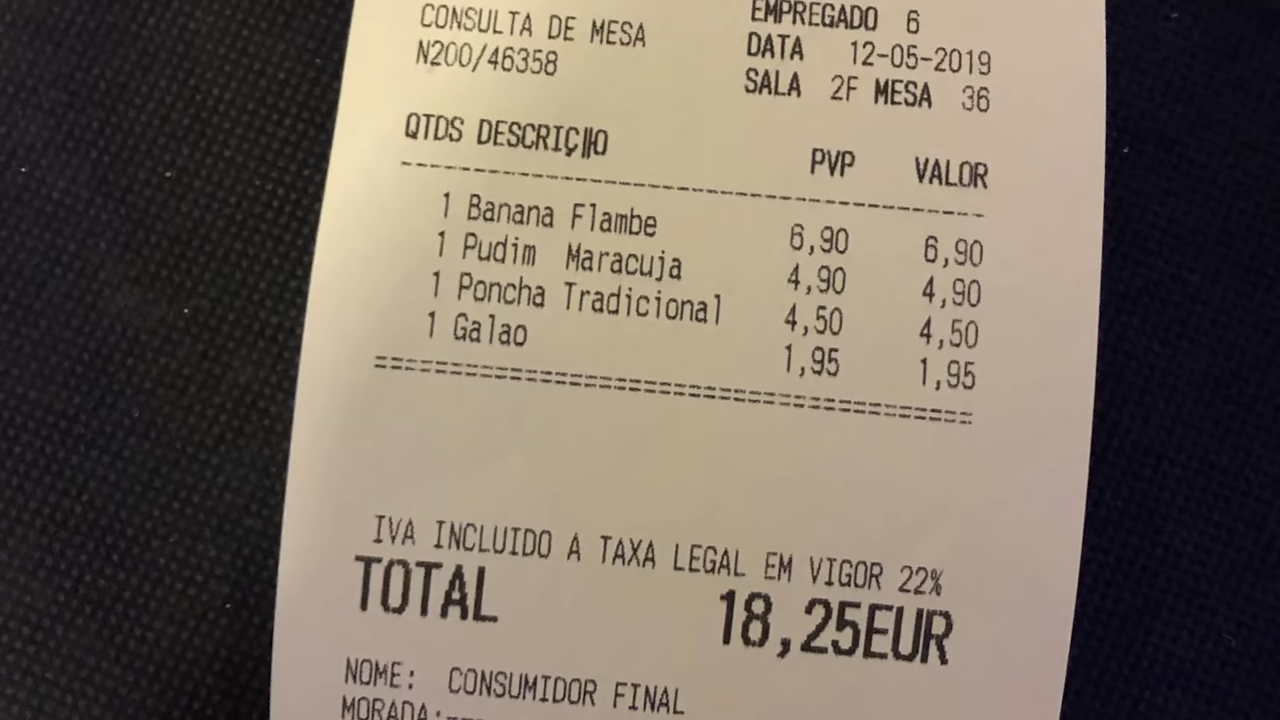 EMPREGADO 6
CONSULTA DE MESA DATA 12-05-2019
N200/46358 SALA 2F MESA 36
QTDS DESCRIÇ||O PVP VALOR
1 Banana Flambe 6,90 6,90
1 Pudim Maracuja 4,90 4,90
1 Poncha Tradicional 4,50 4,50
1 Galao 1,95 1,95
IVA INCLUIDO A TAXA LEGAL EM VIGOR 22%
TOTAL 18,25EUR
NOME: CONSUMIDOR FINAL
MORADA:---